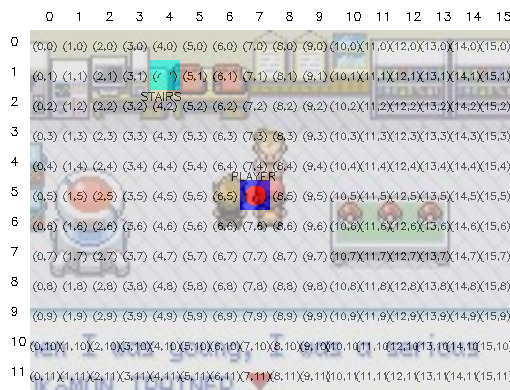 0 1 2 3 4 5 6 7 8 9 10 11 12 13 14 15
0 (0,0) (1,0) (2,0) (3,0) (4,0) (5,0) (6,0) (7,0) (8,0) (9,0) (10,0) (11,0) (12,0) (13,0) (14,0) (15,0)
1 (0,1) (1,1) (2,1) (3,1) (4,1) (5,1) (6,1) (7,1) (8,1) (9,1) (10,1) (11,1) (12,1) (13,1) (14,1) (15,1)
STAIRS
2 (0,2) (1,2) (2,2) (3,2) (4,2) (5,2) (6,2) (7,2) (8,2) (9,2) (10,2) (11,2) (12,2) (13,2) (14,2) (15,2)
3 (0,3) (1,3) (2,3) (3,3) (4,3) (5,3) (6,3) (7,3) (8,3) (9,3) (10,3) (11,3) (12,3) (13,3) (14,3) (15,3)
4 (0,4) (1,4) (2,4) (3,4) (4,4) (5,4) (6,4) (7,4) (8,4) (9,4) (10,4) (11,4) (12,4) (13,4) (14,4) (15,4)
PLAYER
5 (0,5) (1,5) (2,5) (3,5) (4,5) (5,5) (6,5) (8,5) (9,5) (10,5) (11,5) (12,5) (13,5) (14,5) (15,5)
6 (0,6) (1,6) (2,6) (3,6) (4,6) (5,6) (6,6) (7,6) (8,6) (9,6) (10,6) (11,6) (12,6) (13,6) (14,6) (15,6)
7 (0,7) (1,7) (2,7) (3,7) (4,7) (5,7) (6,7) (7,7) (8,7) (9,7) (10,7) (11,7) (12,7) (13,7) (14,7) (15,7)
8 (0,8) (1,8) (2,8) (3,8) (4,8) (5,8) (6,8) (7,8) (8,8) (9,8) (10,8) (11,8) (12,8) (13,8) (14,8) (15,8)
9 (0,9) (1,9) (2,9) (3,9) (4,9) (5,9) (6,9) (7,9) (8,9) (9,9) (10,9) (11,9) (12,9) (13,9) (14,9) (15,9)
10 (0,10) (1,10) (2,10) (3,10) (4,10) (5,10) (6,10) (7,10) (8,10) (9,10) (10,10) (11,10) (12,10) (13,10) (14,10) (15,10)
I was young, I was a serious
11 (0,11) (1,11) (2,11) (3,11) (4,11) (5,11) (6,11) (7,11) (8,11) (9,11) (10,11) (11,11) (12,11) (13,11) (14,11) (15,11)